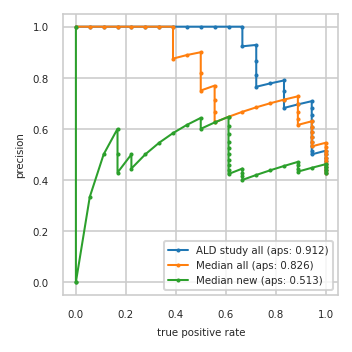 1.0
0.8
0.6
0.4
0.2
0.0
precision
0.0 0.2 0.4 0.6 0.8 1.0
true positive rate
ALD study all (aps: 0.912)
Median all (aps: 0.826)
Median new (aps: 0.513)